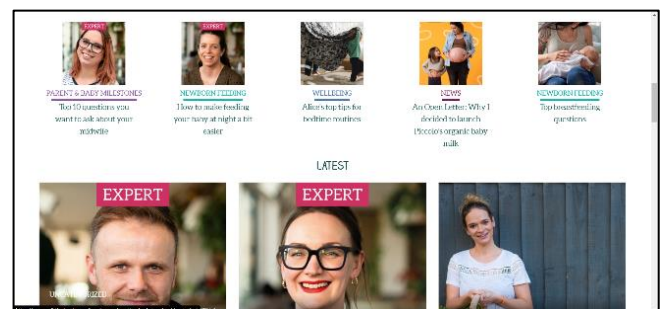 EXPERT
EXPERT
PARENT & BABY MILESTONES
Top 10 questions you
want to ask about your
midwife
NEWBORN FEEDING
How to make feeding
your baby at night a bit
easier
WELLBEING
Alice's top tips for
bedtime routines
NEWS
An Open Letter: Why I
decided to launch
Piccolo's organic baby
milk
NEWBORN FEEDING
Top breastfeeding
questions
LATEST
EXPERT
EXPERT
UNCATEGORIZED